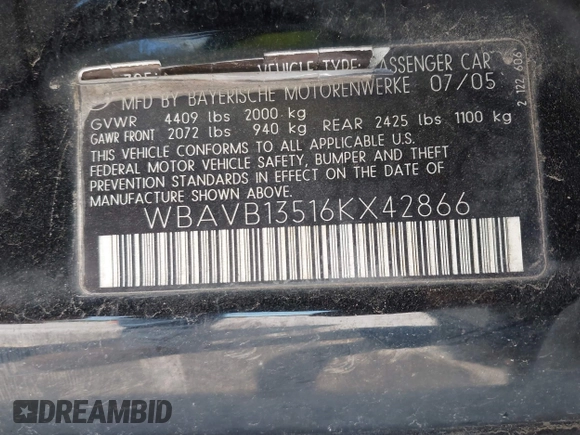 VEHICLE TYPE: PASSENGER CAR
MFD BY BAYERISCHE MOTORENWERKE 07/05
GVWR 4409 lbs 2000 kg
GAWR FRONT 2072 lbs 940 kg REAR 2425 lbs 1100 kg
THIS VEHICLE CONFORMS TO ALL APPLICABLE U.S.
FEDERAL MOTOR VEHICLE SAFETY, BUMPER AND THEFT
PREVENTION STANDARDS IN EFFECT ON THE DATE OF
MANUFACTURE SHOWN ABOVE.
WBAVB13516KX42866
2 122 606
DREAMBID